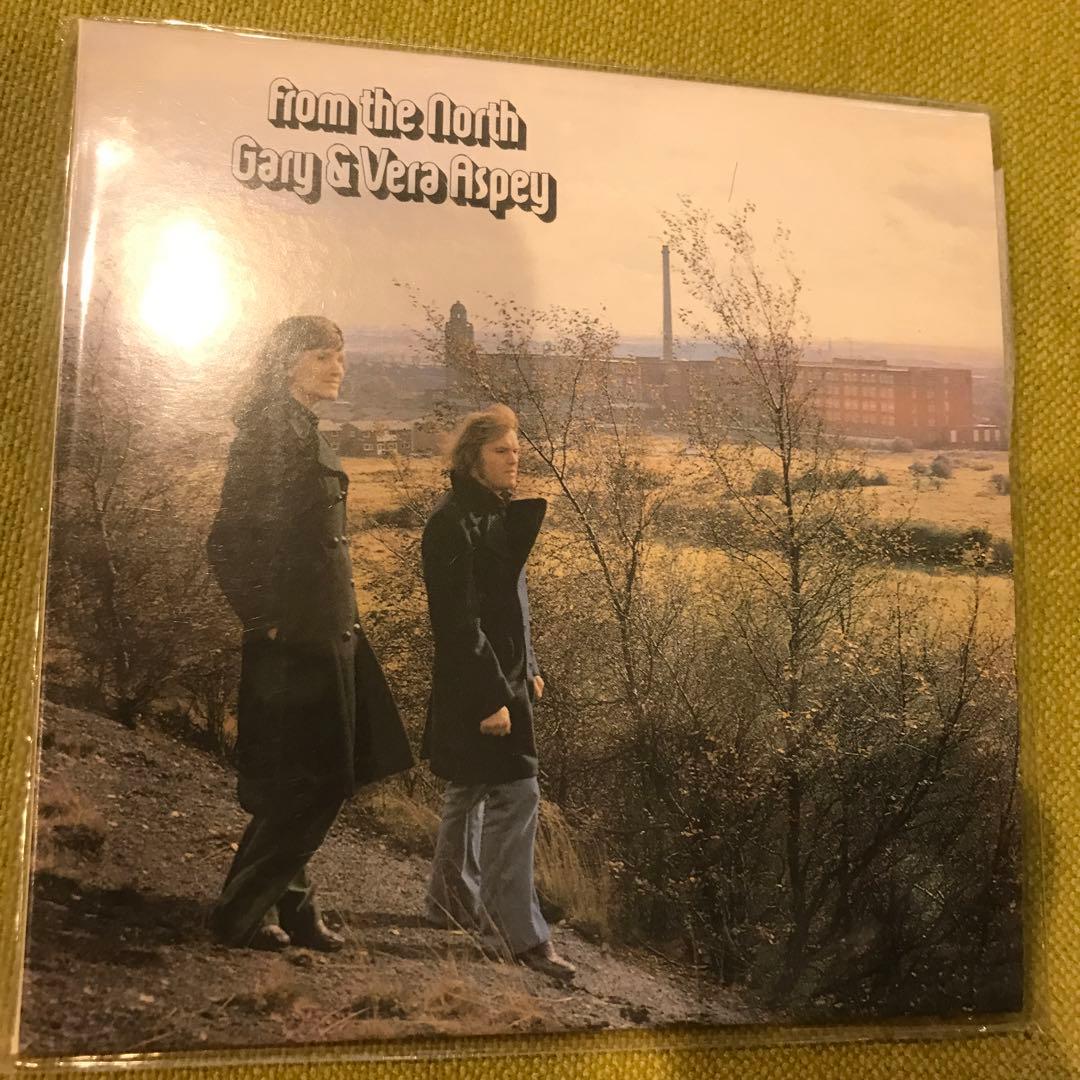 from the North
Gary & Vera Aspey